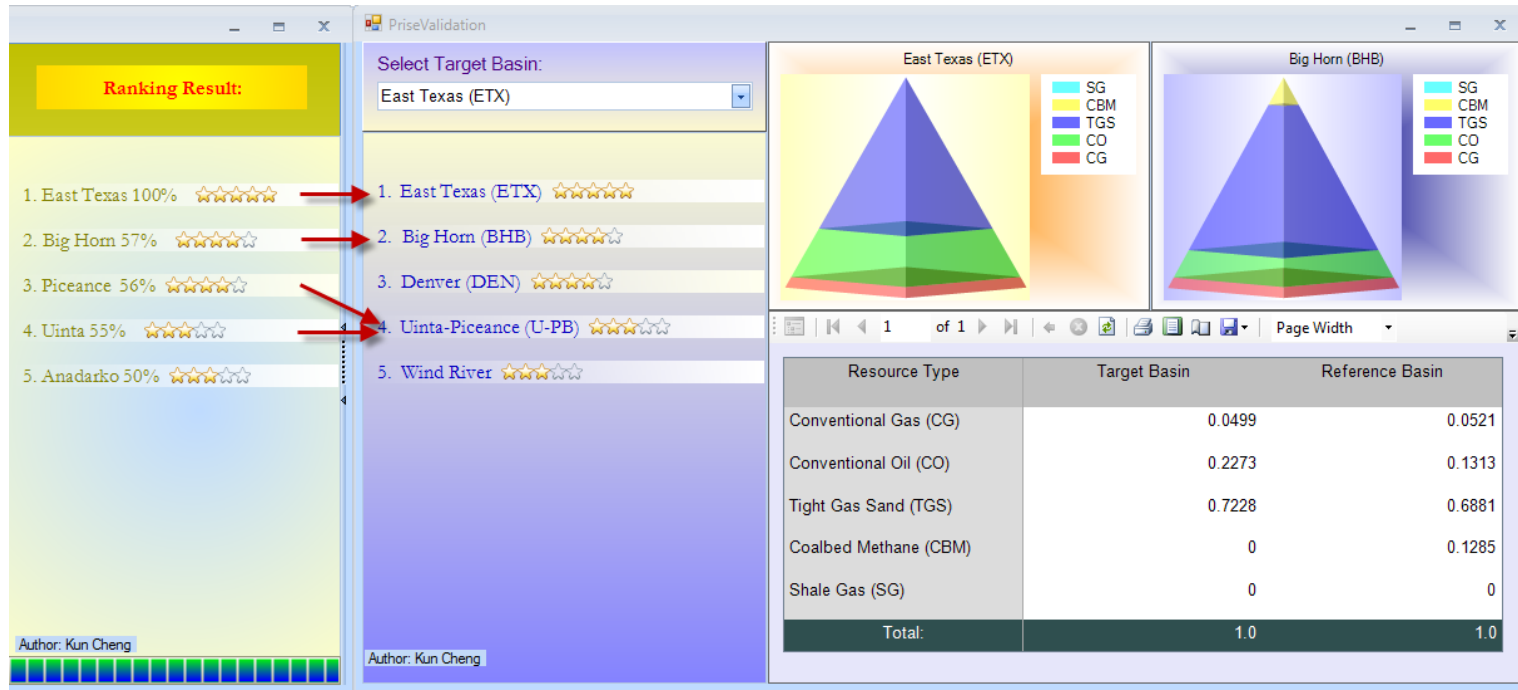 Ranking Result:
1. East Texas 100%
2. Big Horn 57%
3. Piceance 56%
4. Uinta 55%
5. Anadarko 50%
Author: Kun Cheng
PriseValidation
Select Target Basin:
East Texas (ETX)
1. East Texas (ETX)
2. Big Horn (BHB)
3. Denver (DEN)
4. Uinta-Piceance (U-PB)
5. Wind River
Author: Kun Cheng
East Texas (ETX)
SG
CBM
TGS
CO
CG
Big Horn (BHB)
SG
CBM
TGS
CO
CG
1 of 1 Page Width
Resource Type Target Basin Reference Basin
Conventional Gas (CG) 0.0499 0.0521
Conventional Oil (CO) 0.2273 0.1313
Tight Gas Sand (TGS) 0.7228 0.6881
Coalbed Methane (CBM) 0 0.1285
Shale Gas (SG) 0 0
Total: 1.0 1.0